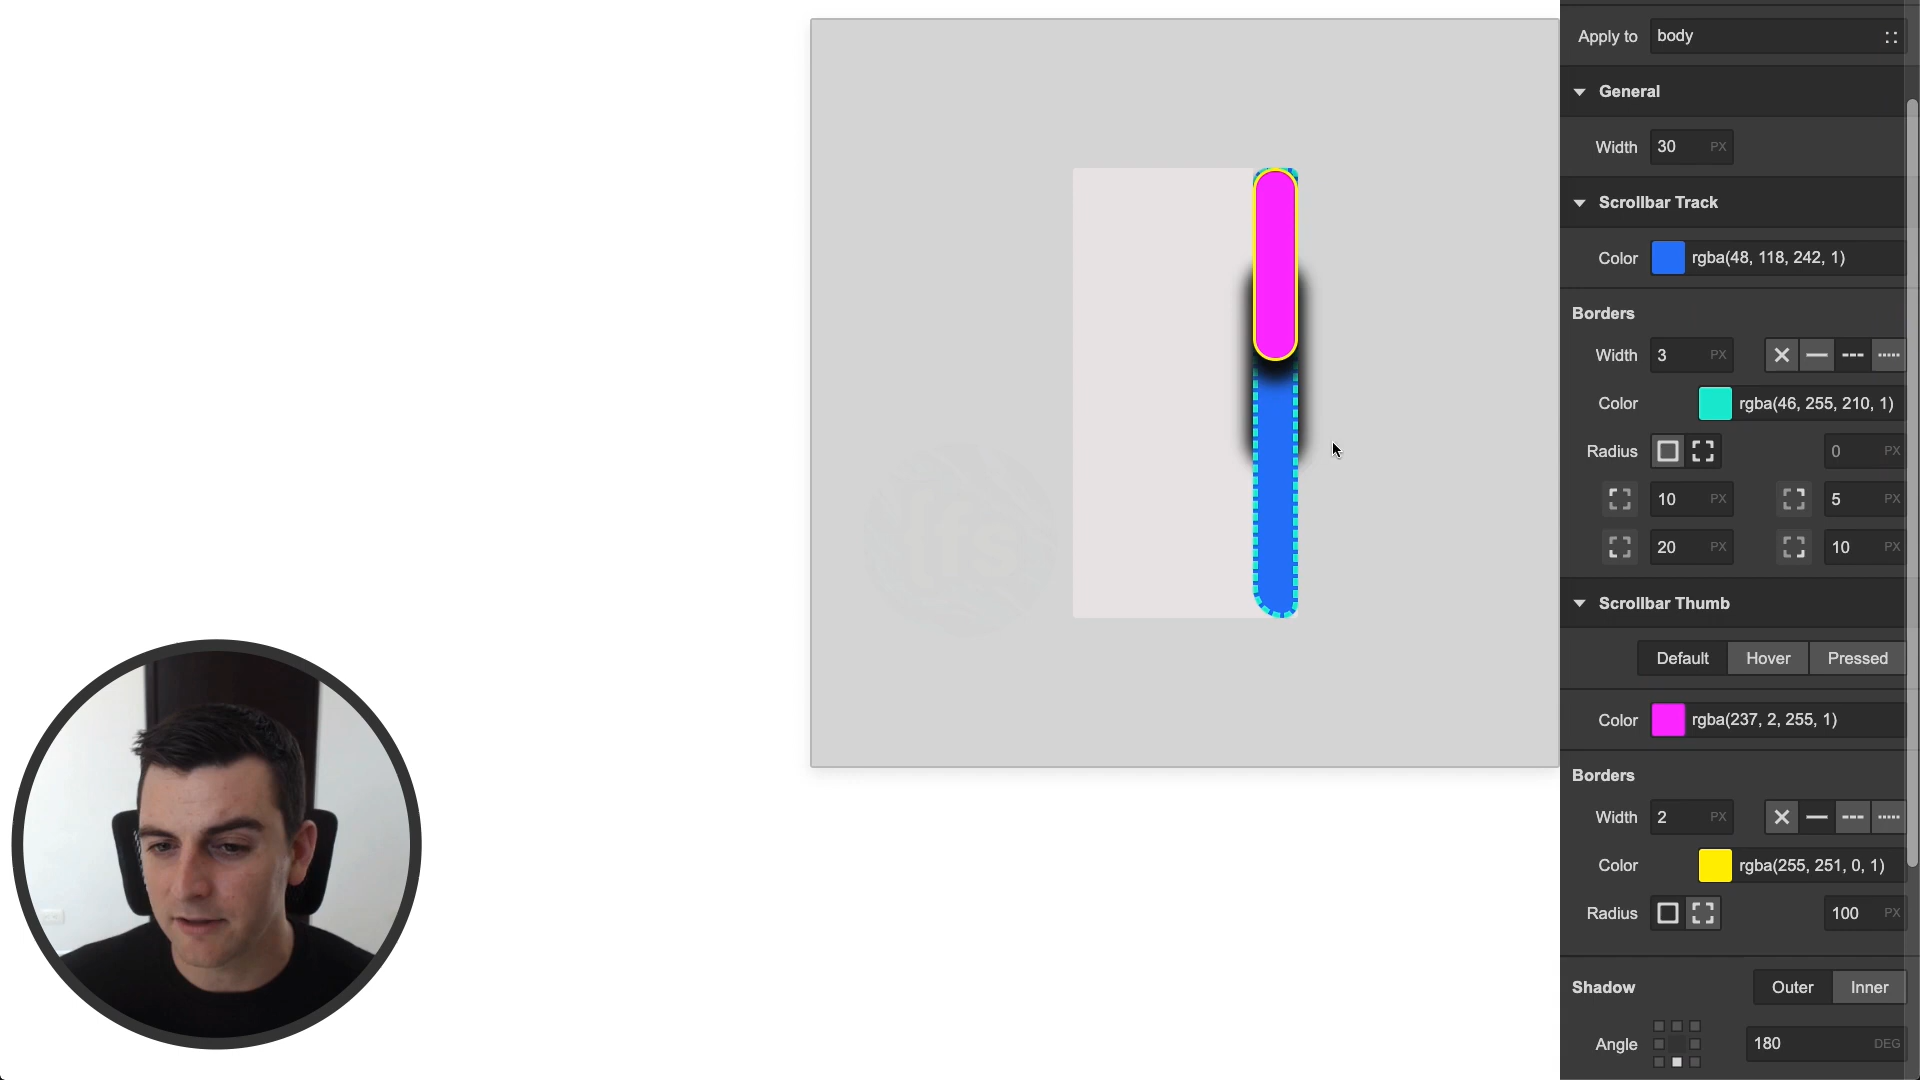 Apply to body
General
Width 30 PX
Scrollbar Track
Color rgba(48, 118, 242, 1)
Borders
Width 3 PX
Color rgba(46, 255, 210, 1)
Radius 0 PX
10 PX 5 PX
20 PX 10 PX
Scrollbar Thumb
Default Hover Pressed
Color rgba(237, 2, 255, 1)
Borders
Width 2 PX
Color rgba(255, 251, 0, 1)
Radius 100 PX
Shadow Outer Inner
Angle 180 DEG
tfs